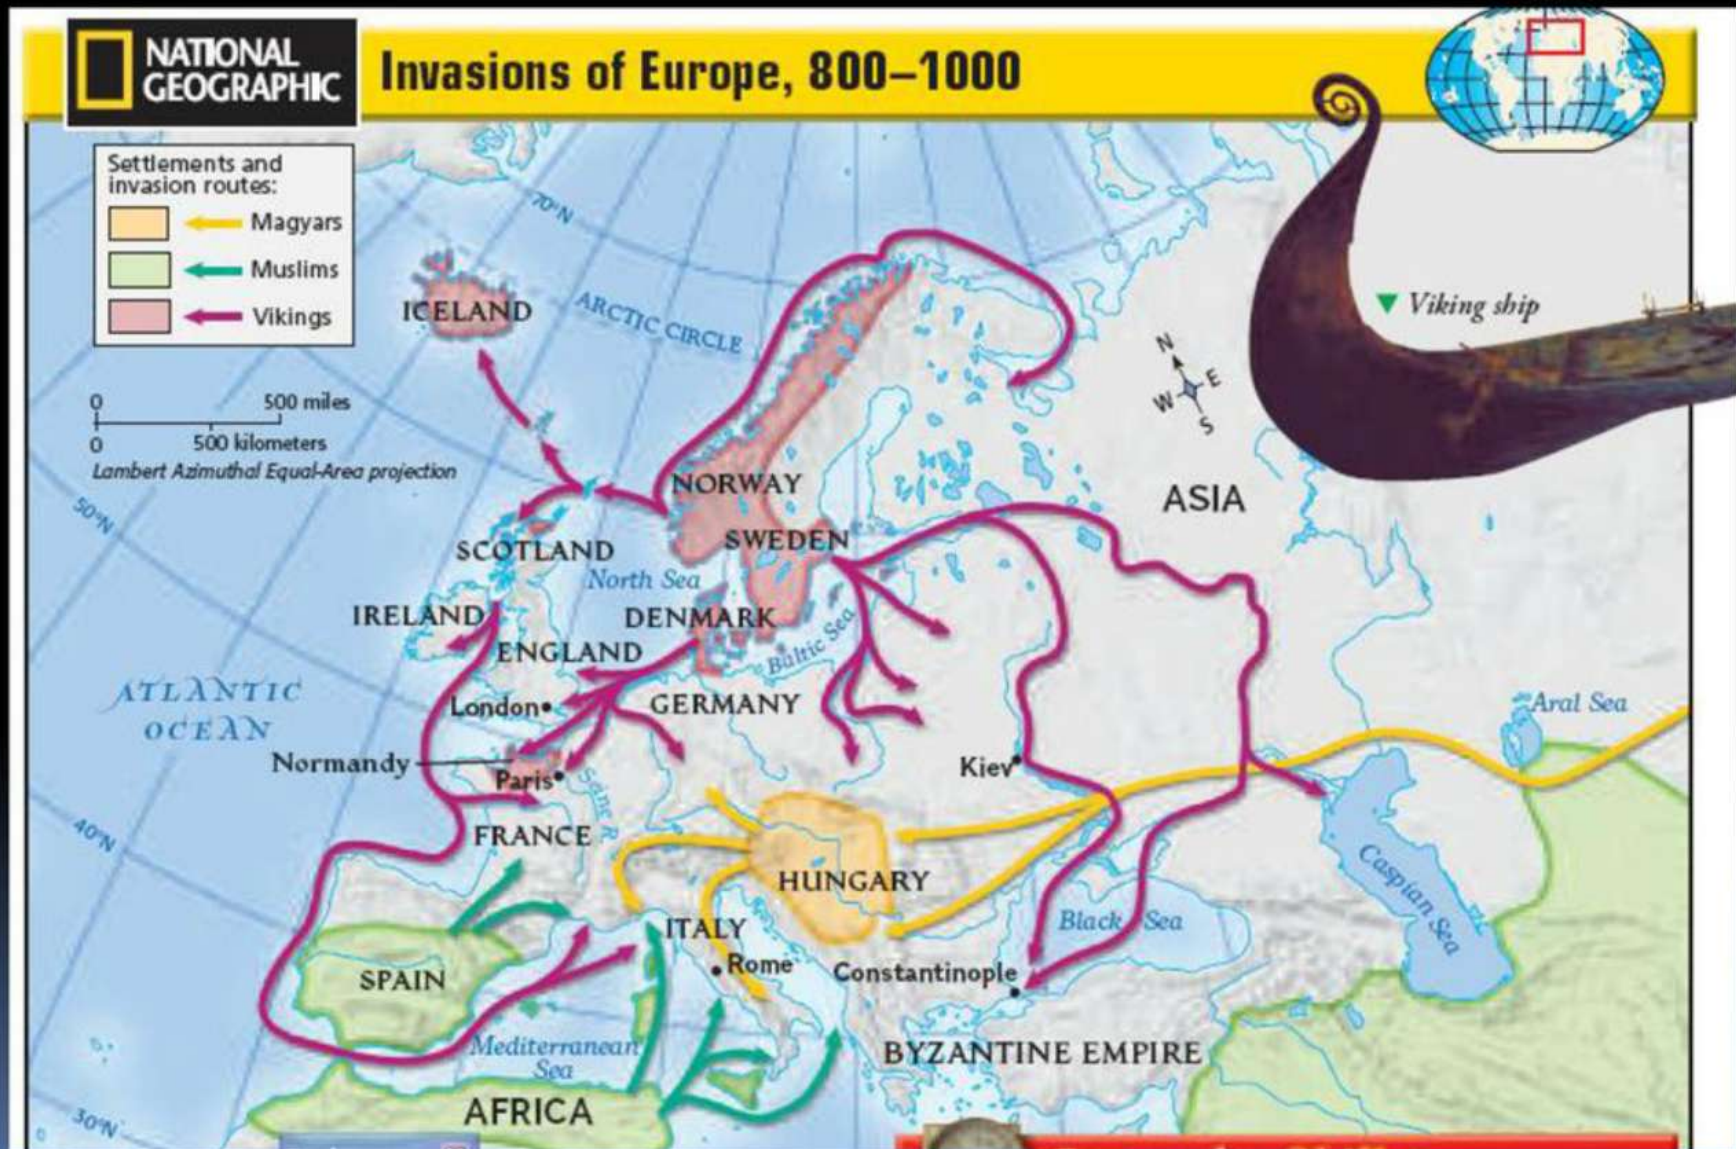 NATIONAL
GEOGRAPHIC
Invasions of Europe, 800–1000
Settlements and
invasion routes:
Magyars
Muslims
Vikings
0 500 miles
0 500 kilometers
Lambert Azimuthal Equal-Area projection
70°N
ARCTIC CIRCLE
ICELAND
Viking ship
N
W E
S
50°N
NORWAY
ASIA
SWEDEN
SCOTLAND
North Sea
IRELAND
DENMARK
ENGLAND
Baltic Sea
ATLANTIC
OCEAN
London
GERMANY
Aral Sea
Normandy
Paris
Seine R.
Kiev
40°N
FRANCE
HUNGARY
Caspian Sea
ITALY
Black Sea
SPAIN
Rome
Constantinople
Mediterranean
Sea
BYZANTINE EMPIRE
AFRICA
30°N